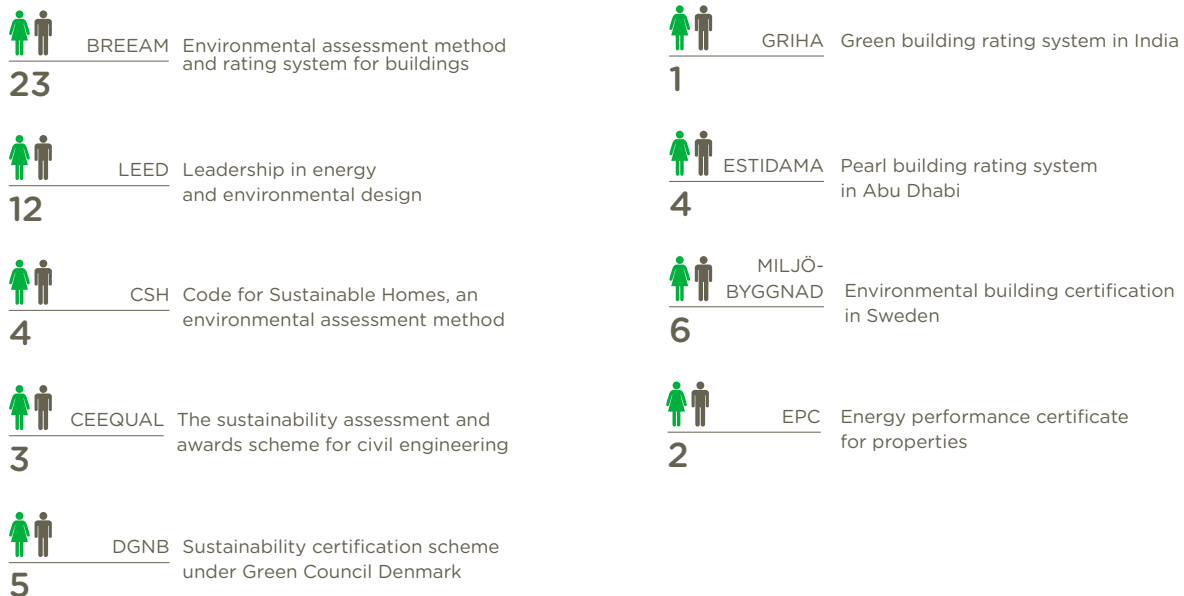 BREEAM Environmental assessment method
and rating system for buildings
23
LEED Leadership in energy
and environmental design
12
CSH Code for Sustainable Homes, an
environmental assessment method
4
CEEQUAL The sustainability assessment and
awards scheme for civil engineering
3
DGNB Sustainability certification scheme
under Green Council Denmark
5
GRIHA Green building rating system in India
1
ESTIDAMA Pearl building rating system
in Abu Dhabi
4
MILJÖ-
BYGGNAD Environmental building certification
in Sweden
6
EPC Energy performance certificate
for properties
2